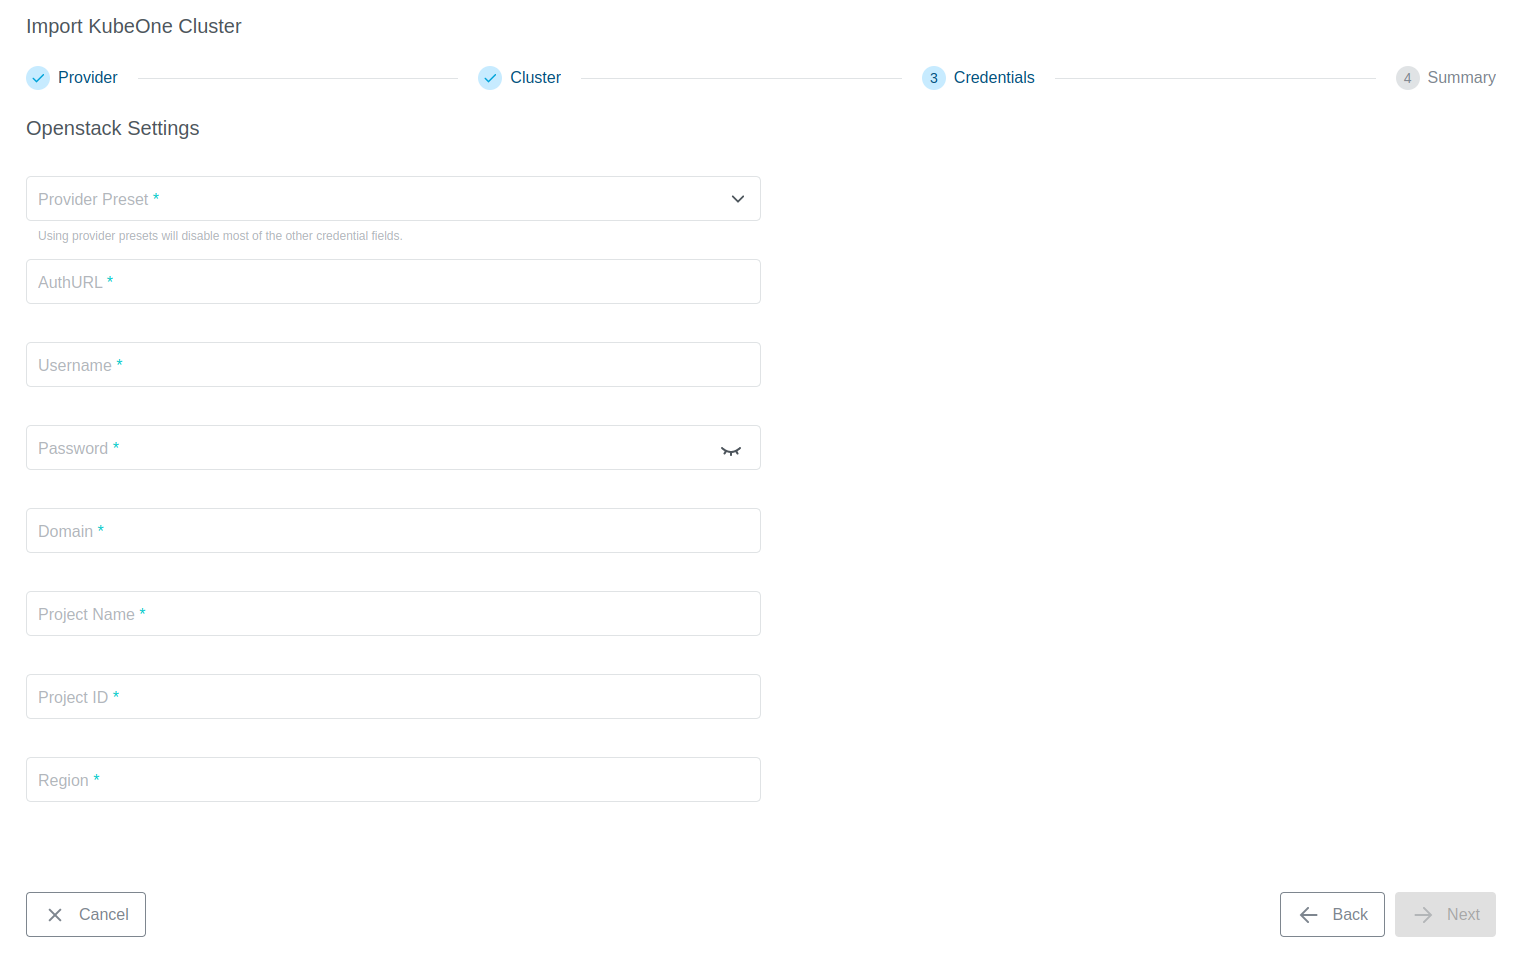 Import KubeOne Cluster
Provider Cluster 3 Credentials 4 Summary
Openstack Settings
Provider Preset *
Using provider presets will disable most of the other credential fields.
AuthURL *
Username *
Password *
Domain *
Project Name *
Project ID *
Region *
Cancel Back Next